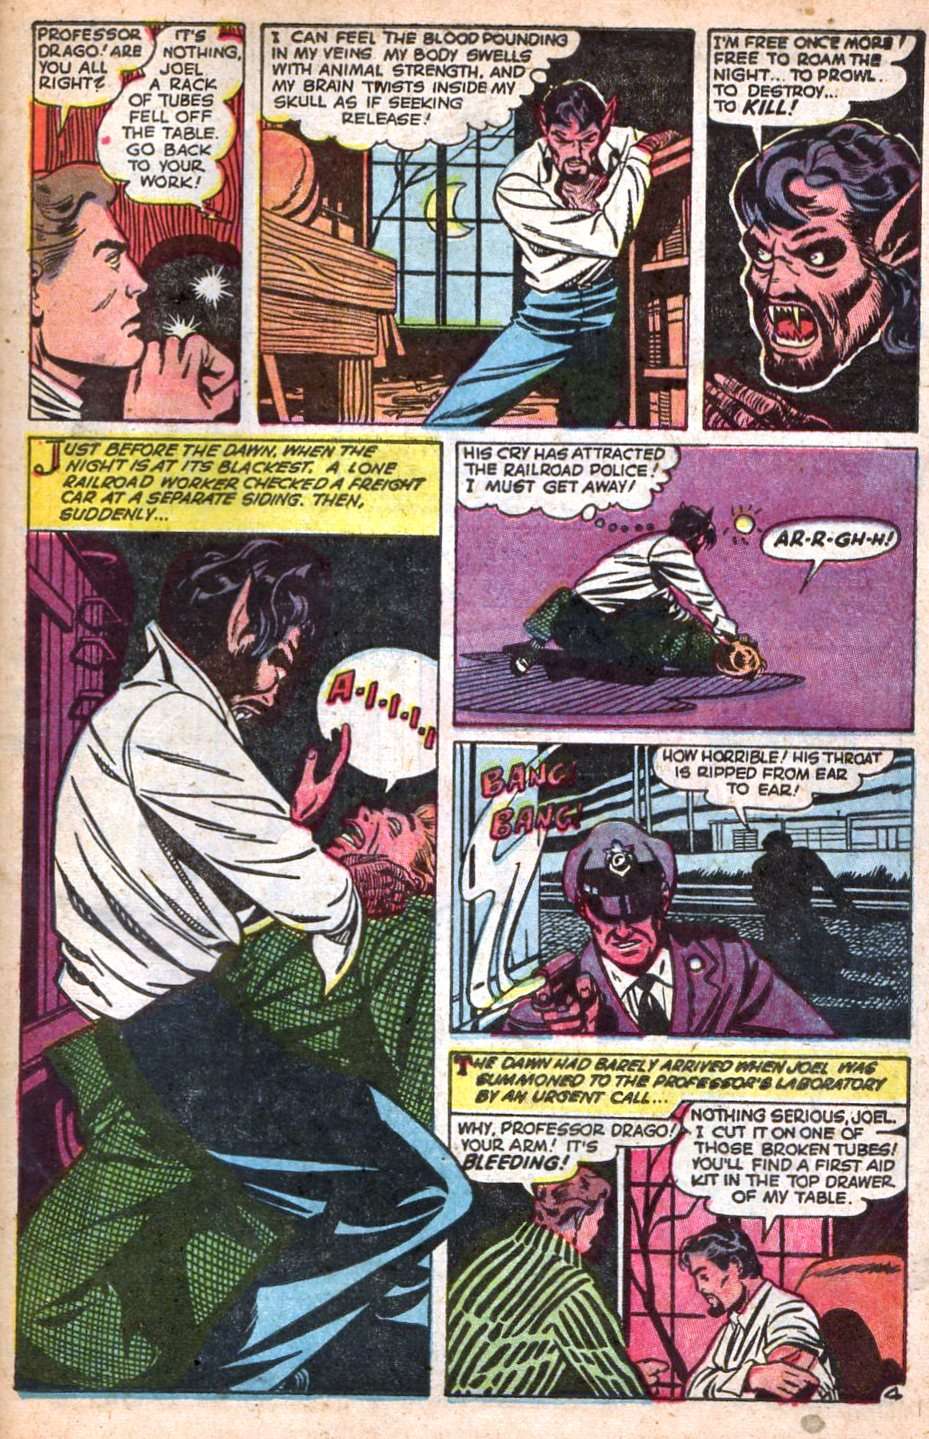 PROFESSOR
DRAGO! ARE
YOU ALL
RIGHT?
IT'S
NOTHING,
JOEL
A RACK
OF TUBES
FELL OFF
THE TABLE.
GO BACK
TO YOUR
WORK!
I CAN FEEL THE BLOOD POUNDING
IN MY VEINS MY BODY SWELLS
WITH ANIMAL STRENGTH, AND
MY BRAIN TWISTS INSIDE MY
SKULL AS IF SEEKING
RELEASE!
I'M FREE ONCE MORE!
FREE TO ROAM THE
NIGHT... TO PROWL.
TO DESTROY...
TO KILL!
JUST BEFORE THE DAWN, WHEN THE
NIGHT IS AT ITS BLACKEST. A LONE
RAILROAD WORKER CHECKED A FREIGHT
CAR AT A SEPARATE SIDING. THEN,
SUDDENLY...
A-I-I-I-I
HIS CRY HAS ATTRACTED
THE RAILROAD POLICE!
I MUST GET AWAY!
AR-R-GH-H!
BANG!
BANG!
HOW HORRIBLE! HIS THROAT
IS RIPPED FROM EAR
TO EAR!
THE DAWN HAD BARELY ARRIVED WHEN JOEL WAS
SUMMONED TO THE PROFESSOR'S LABORATORY
BY AN URGENT CALL...
WHY, PROFESSOR DRAGO!
YOUR ARM! IT'S
BLEEDING!
NOTHING SERIOUS, JOEL.
I CUT IT ON ONE OF
THOSE BROKEN TUBES!
YOU'LL FIND A FIRST AID
KIT IN THE TOP DRAWER
OF MY TABLE.
4